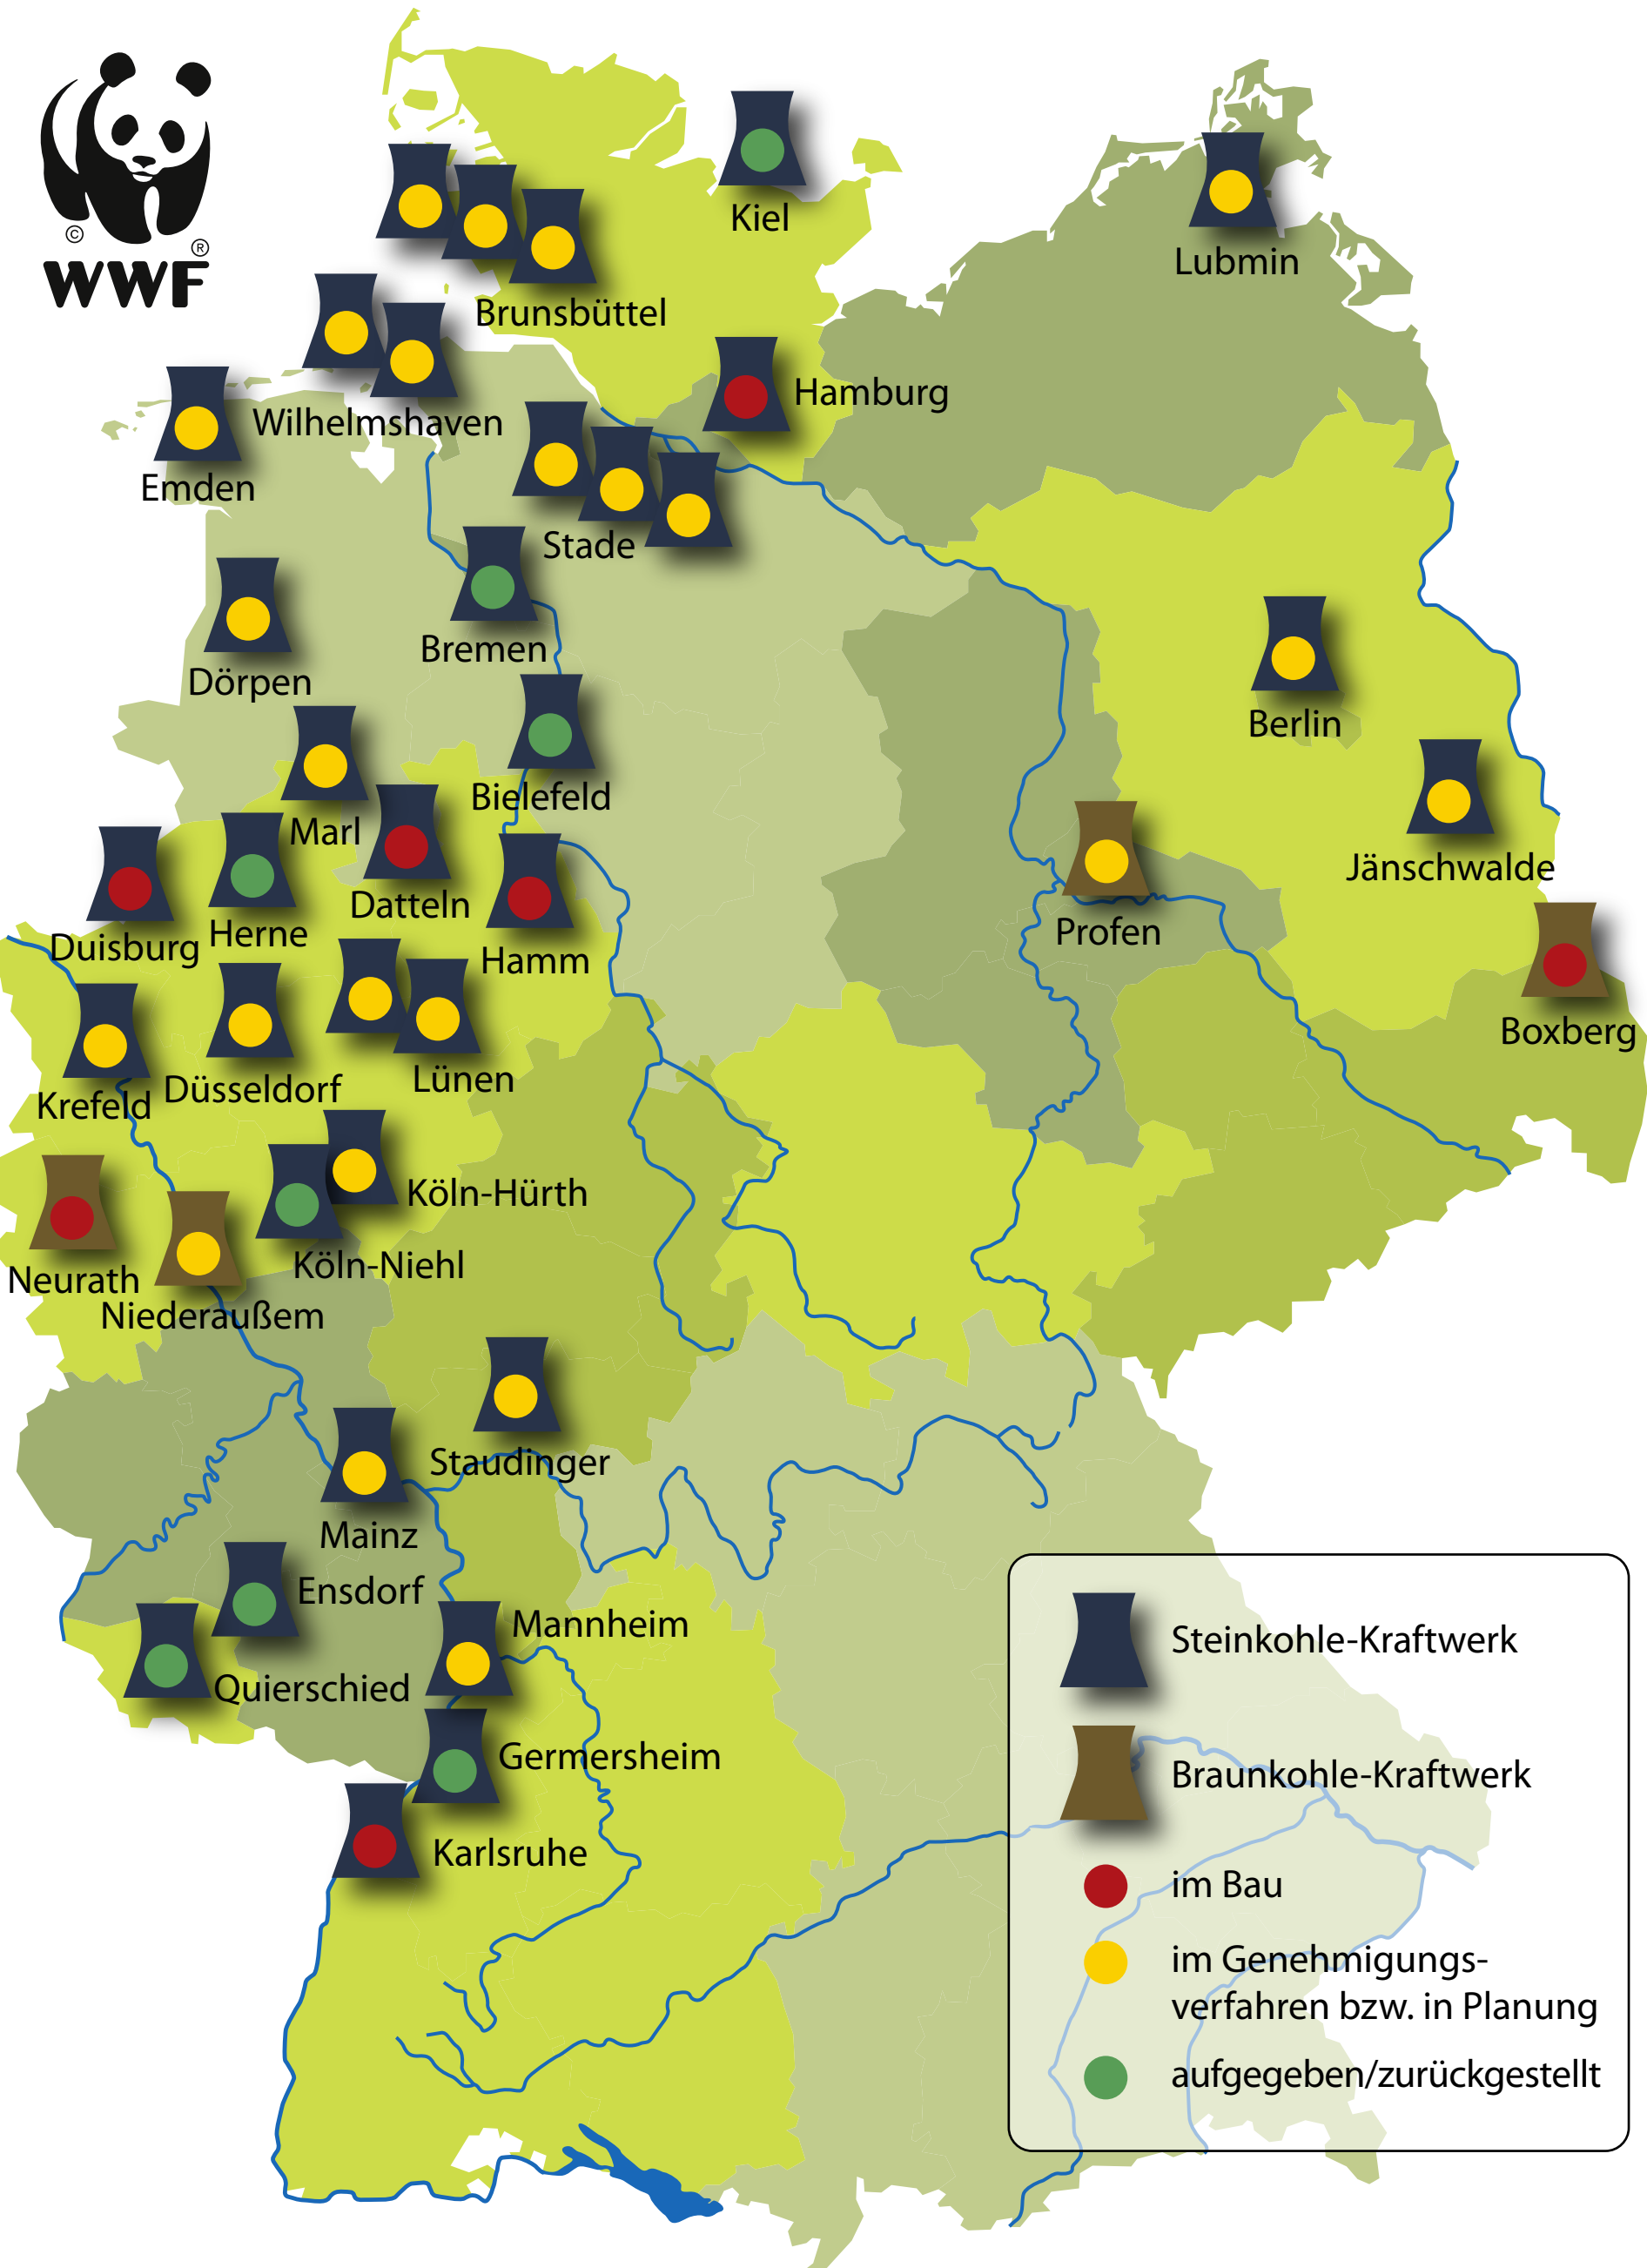 ©
®
WWF
Kiel
Lubmin
Brunsbüttel
Hamburg
Wilhelmshaven
Emden
Stade
Bremen
Dörpen
Berlin
Bielefeld
Marl
Jänschwalde
Datteln
Profen
Duisburg
Herne
Hamm
Boxberg
Lünen
Düsseldorf
Krefeld
Köln-Hürth
Köln-Niehl
Neurath
Niederaußem
Staudinger
Mainz
Ensdorf
Mannheim
Quierschied
Germersheim
Karlsruhe
Steinkohle-Kraftwerk
Braunkohle-Kraftwerk
im Bau
im Genehmigungs-
verfahren bzw. in Planung
aufgegeben/zurückgestellt